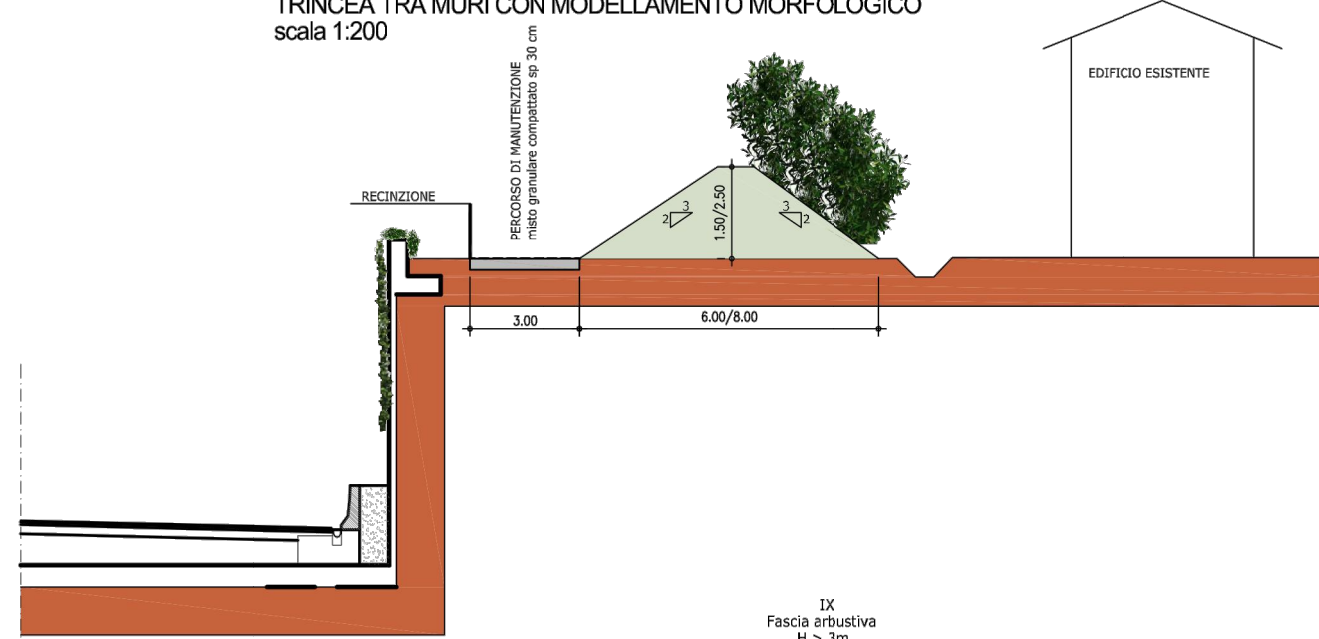 TRINCEA TRA MURI CON MODELLAMENTO MORFOLOGICO
scala 1:200
PERCORSO DI MANUTENZIONE
misto granulare compattato sp 30 cm
EDIFICIO ESISTENTE
RECINZIONE
2
3
1.50/2.50
3
2
3.00
6.00/8.00
IX
Fascia arbustiva
H > 3m